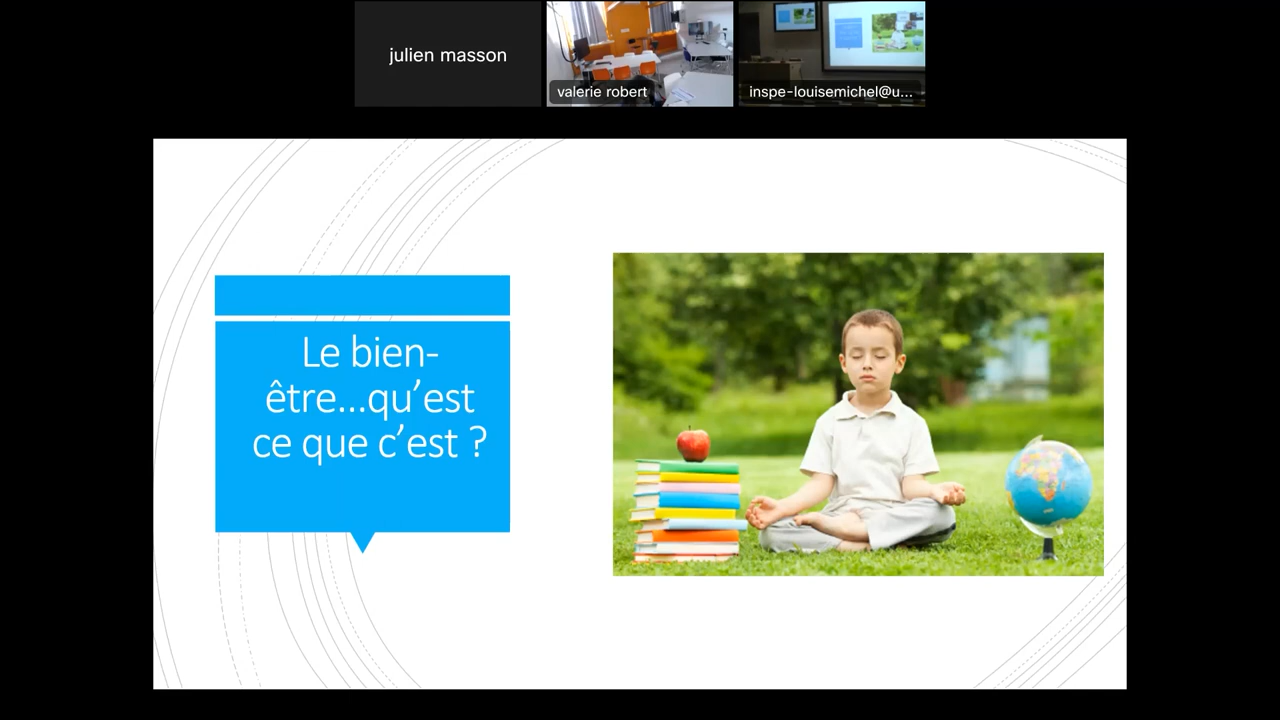 julien masson
valerie robert
inspe-louisemichel@u...
Le bien-
être...qu’est
ce que c’est ?